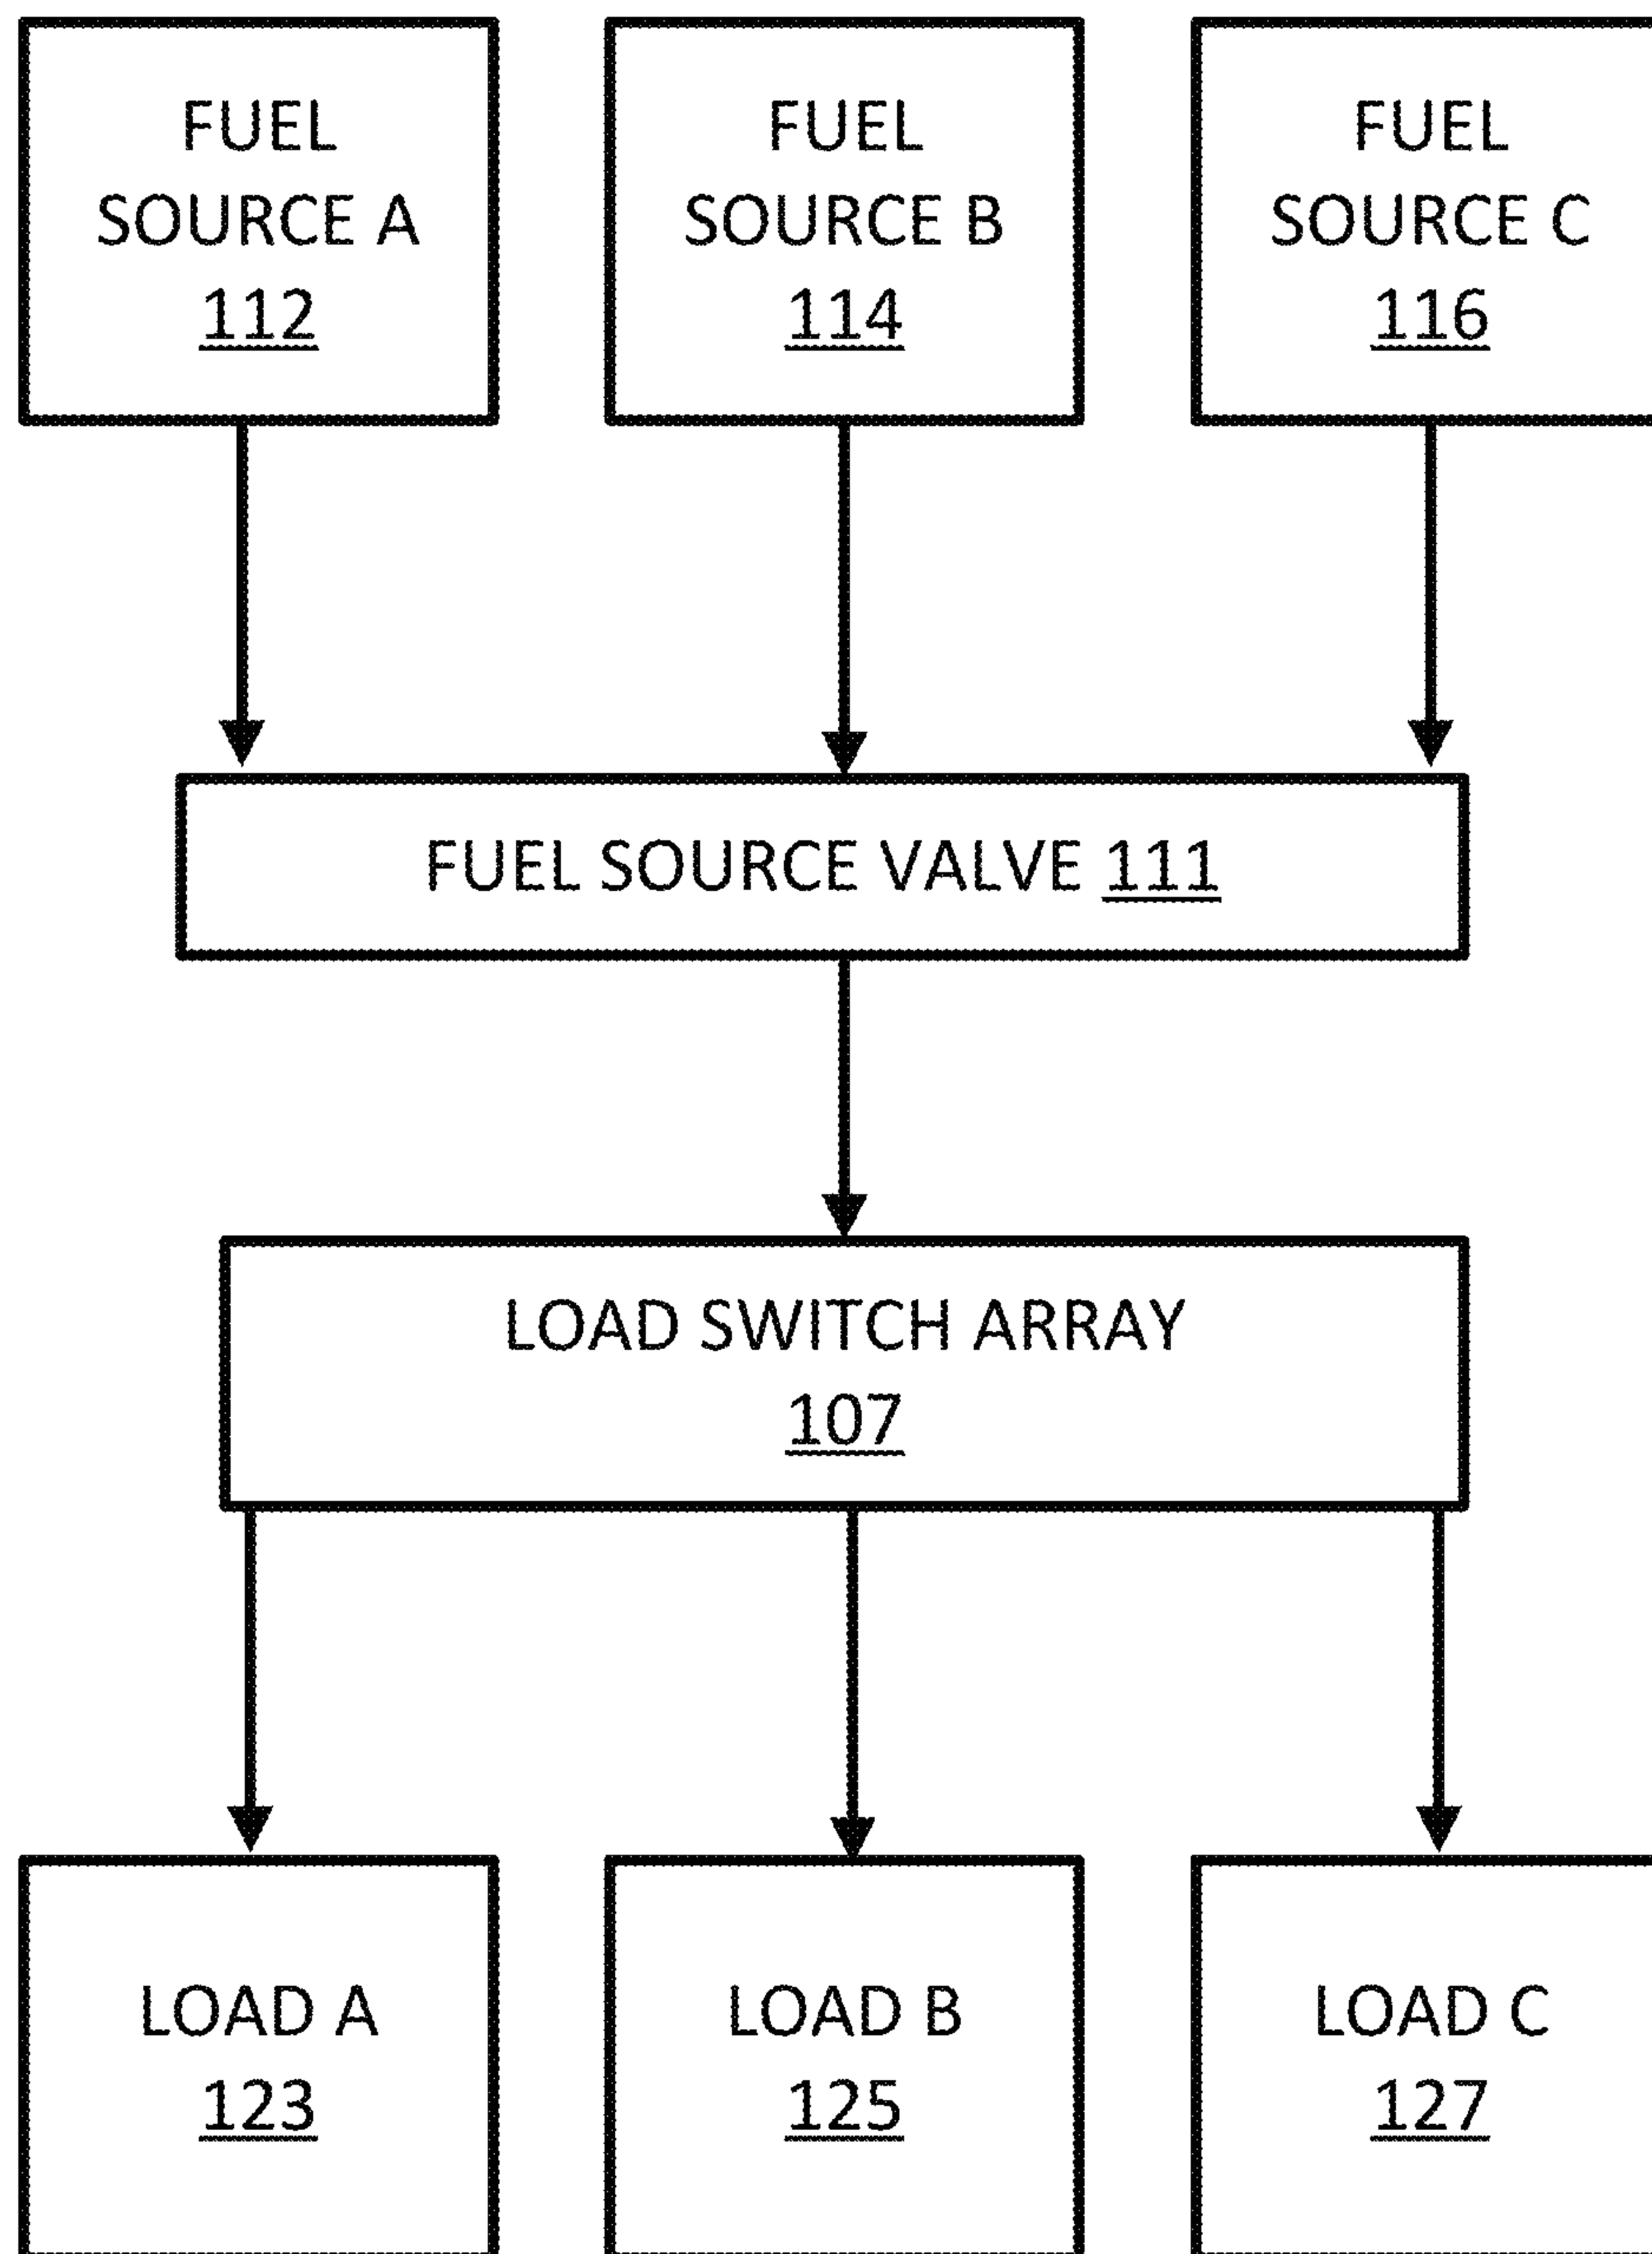 FUEL
SOURCE A
112
FUEL
SOURCE B
114
FUEL
SOURCE C
116
FUEL SOURCE VALVE 111
LOAD SWITCH ARRAY
107
LOAD A
123
LOAD B
125
LOAD C
127